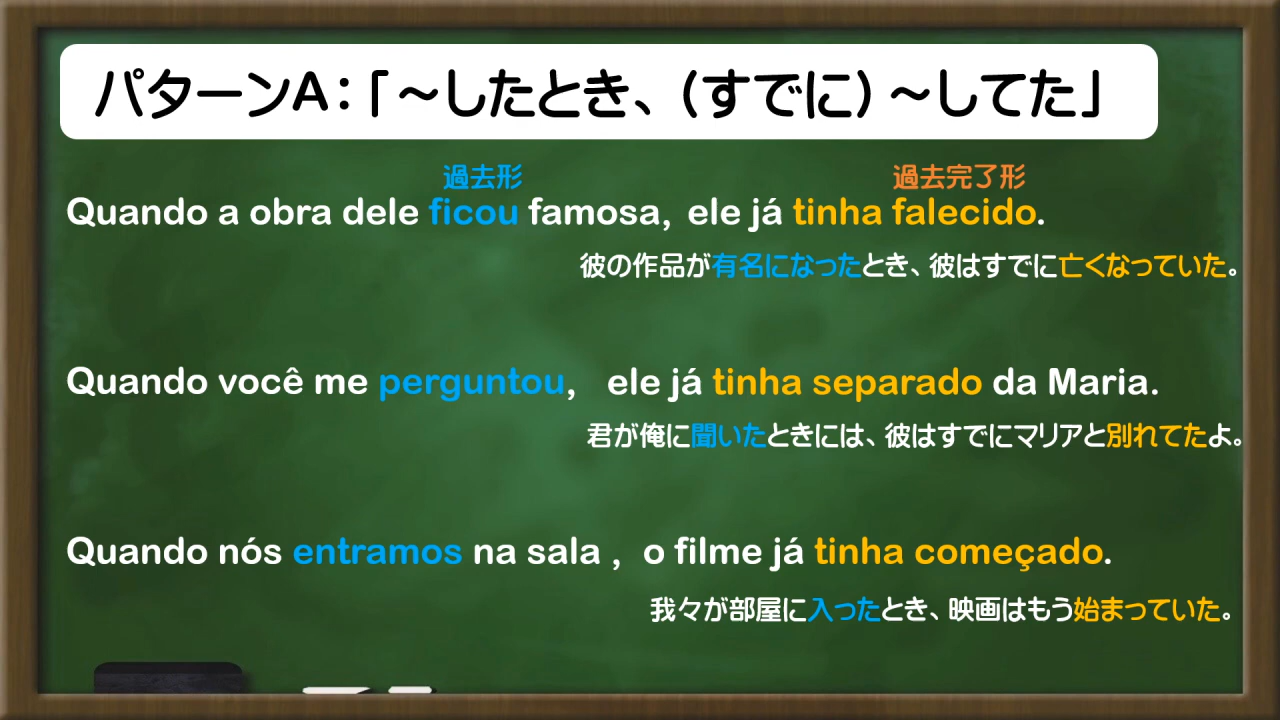 パターンA：「～したとき、（すでに）～してた」
過去形 過去完了形
Quando a obra dele ficou famosa, ele já tinha falecido.
彼の作品が有名になったとき、彼はすでに亡くなっていた。
Quando você me perguntou, ele já tinha separado da Maria.
君が俺に聞いたときには、彼はすでにマリアと別れてたよ。
Quando nós entramos na sala , o filme já tinha começado.
我々が部屋に入ったとき、映画はもう始まっていた。